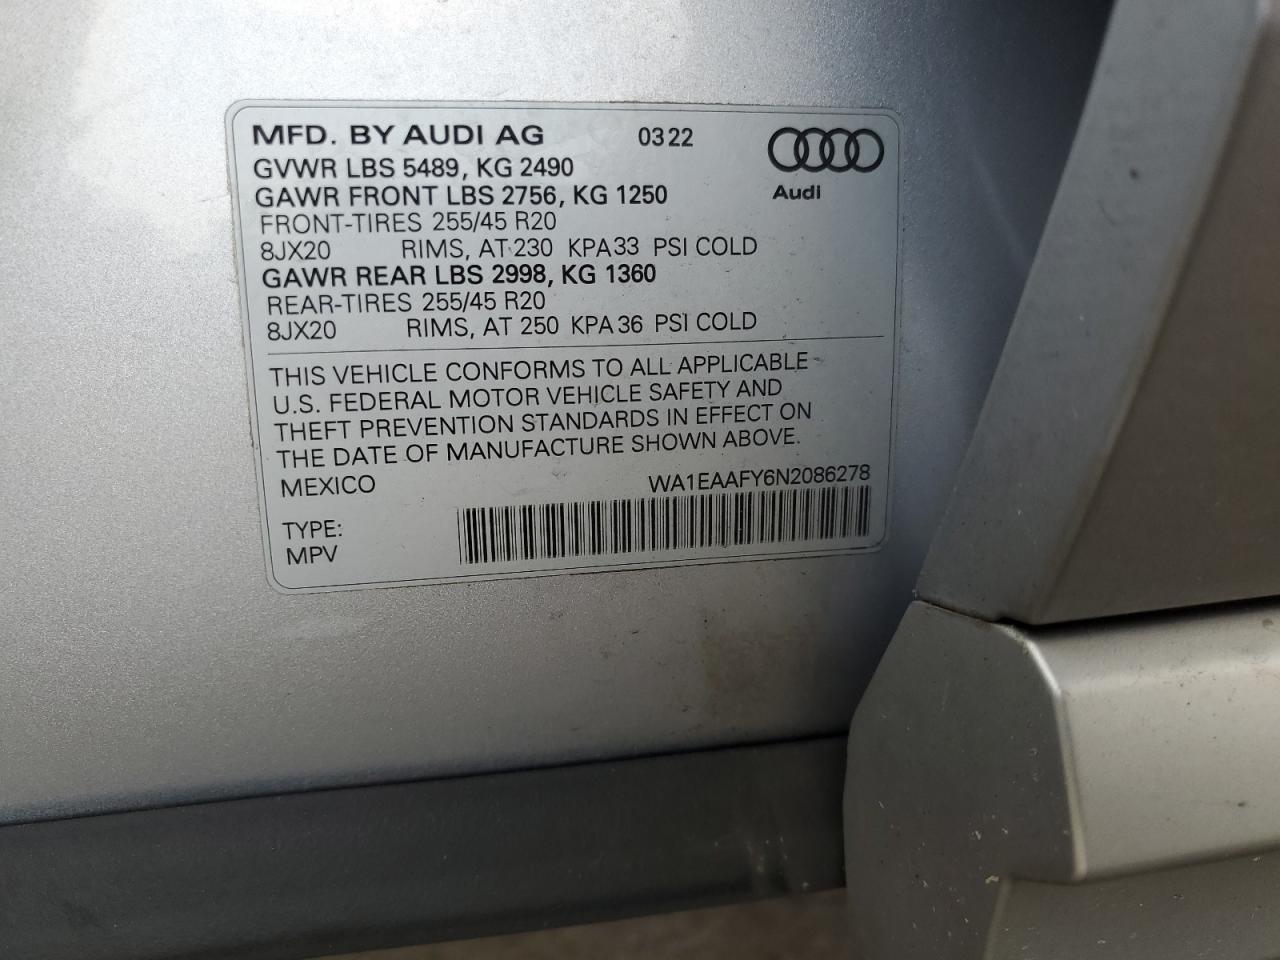 MFD. BY AUDI AG 03 22
Audi
GVWR LBS 5489, KG 2490
GAWR FRONT LBS 2756, KG 1250
FRONT-TIRES 255/45 R20
8JX20 RIMS, AT 230 KPA 33 PSI COLD
GAWR REAR LBS 2998, KG 1360
REAR-TIRES 255/45 R20
8JX20 RIMS, AT 250 KPA 36 PSI COLD
THIS VEHICLE CONFORMS TO ALL APPLICABLE
U.S. FEDERAL MOTOR VEHICLE SAFETY AND
THEFT PREVENTION STANDARDS IN EFFECT ON
THE DATE OF MANUFACTURE SHOWN ABOVE.
MEXICO WA1EAAFY6N2086278
TYPE:
MPV